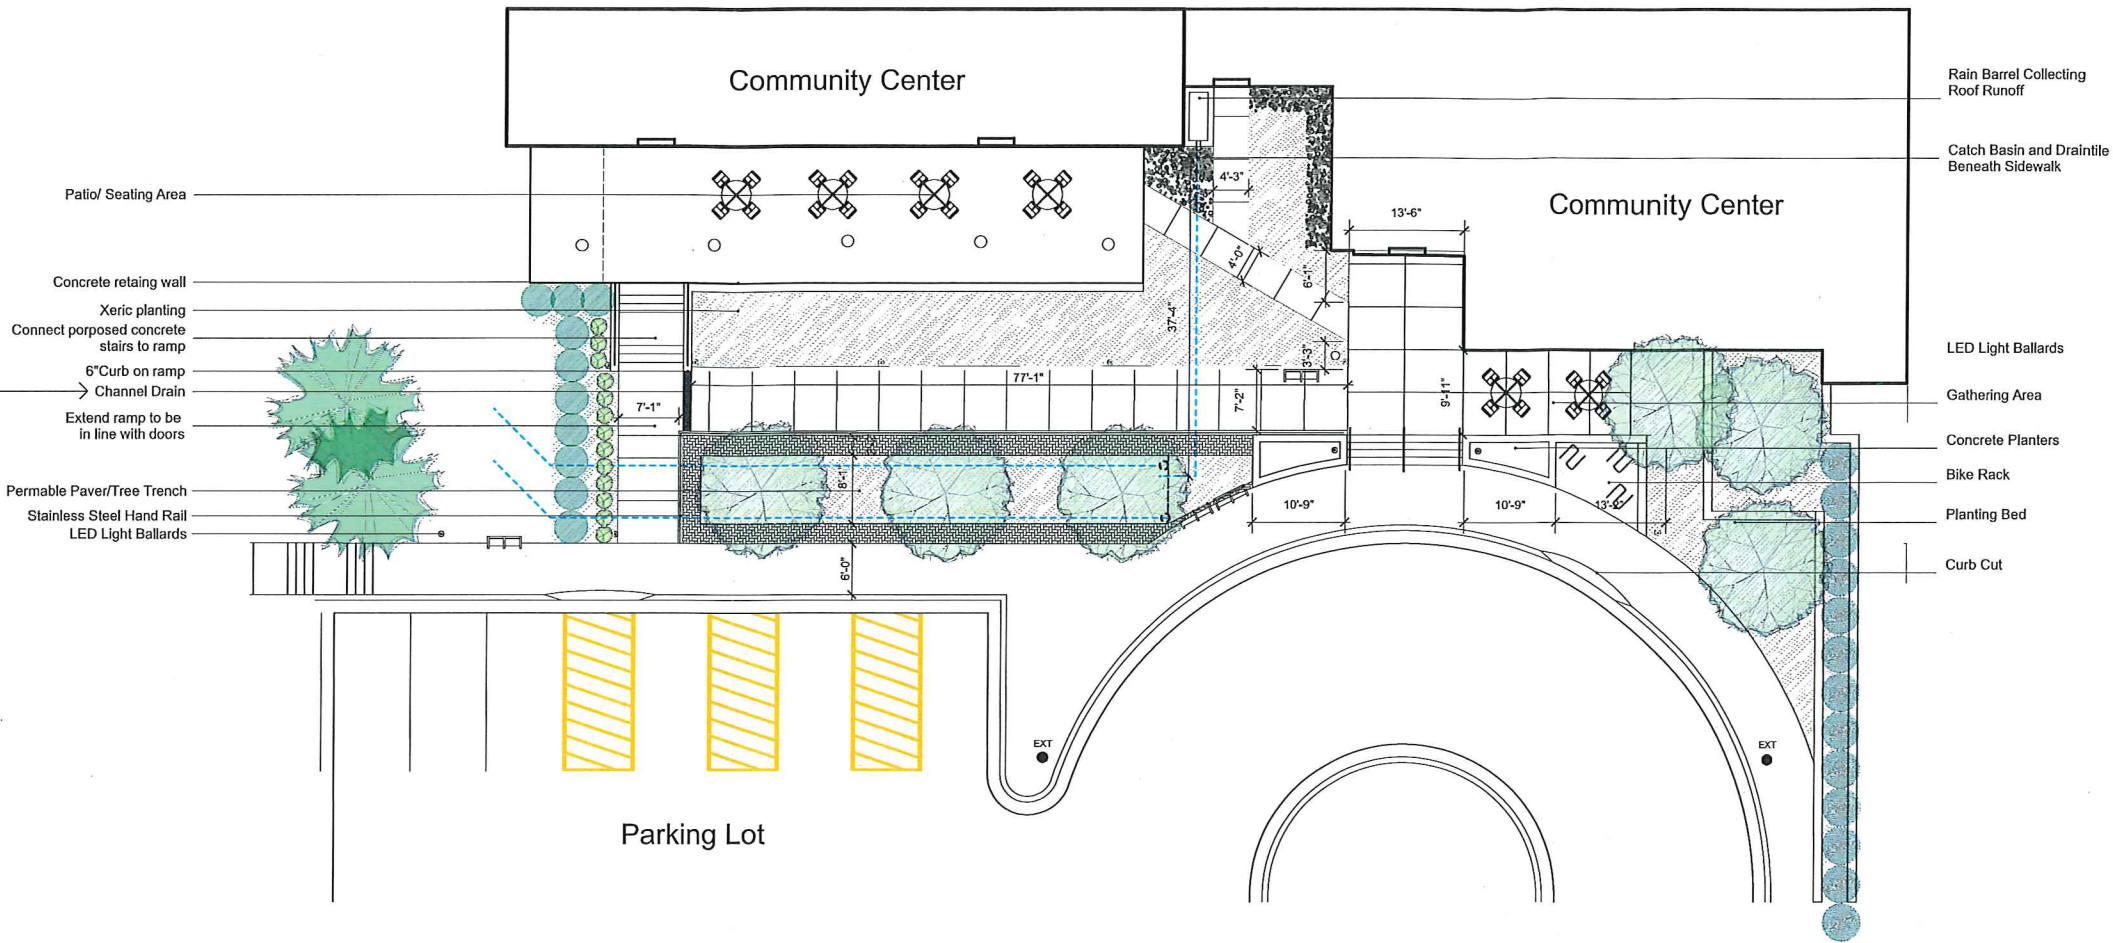 Community Center
Community Center
Patio/ Seating Area
Concrete retaing wall
Xeric planting
Connect porposed concrete
stairs to ramp
6"Curb on ramp
Channel Drain
Extend ramp to be
in line with doors
Permable Paver/Tree Trench
Stainless Steel Hand Rail
LED Light Ballards
Rain Barrel Collecting
Roof Runoff
Catch Basin and Draintile
Beneath Sidewalk
LED Light Ballards
Gathering Area
Concrete Planters
Bike Rack
Planting Bed
Curb Cut
4'-3"
13'-6"
4'-0"
6'-1"
37'-4"
3'-3"
77'-1"
7'-2"
9'-11"
7'-1"
8'-1"
10'-9"
10'-9"
13'-2"
6'-0"
EXT
EXT
Parking Lot